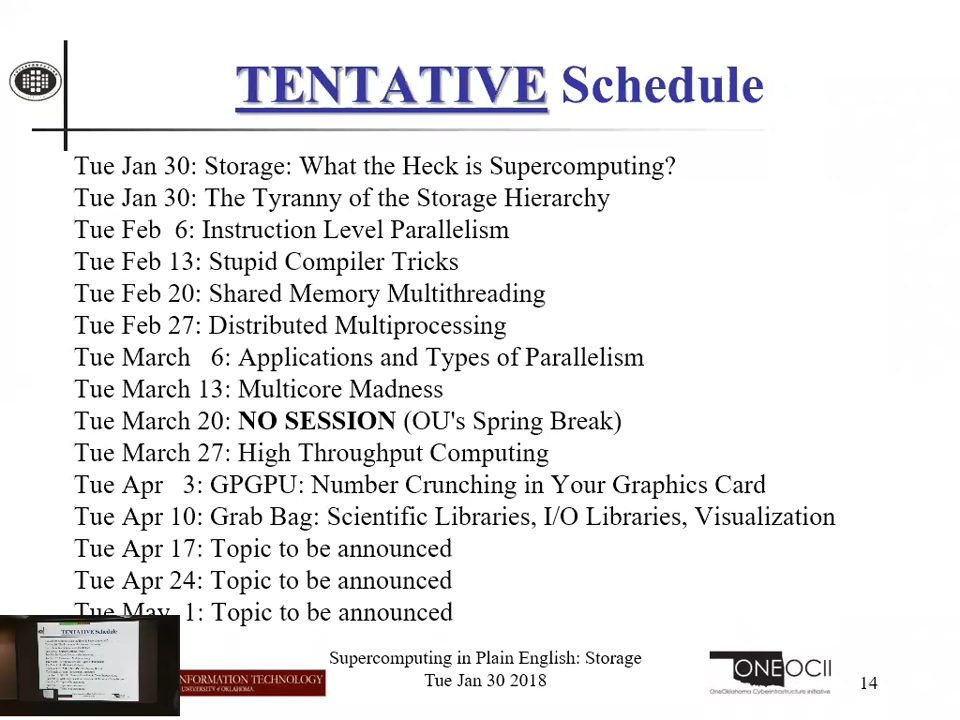 TENTATIVE Schedule
Tue Jan 30: Storage: What the Heck is Supercomputing?
Tue Jan 30: The Tyranny of the Storage Hierarchy
Tue Feb  6: Instruction Level Parallelism
Tue Feb 13: Stupid Compiler Tricks
Tue Feb 20: Shared Memory Multithreading
Tue Feb 27: Distributed Multiprocessing
Tue March   6: Applications and Types of Parallelism
Tue March 13: Multicore Madness
Tue March 20: NO SESSION (OU's Spring Break)
Tue March 27: High Throughput Computing
Tue Apr   3: GPGPU: Number Crunching in Your Graphics Card
Tue Apr 10: Grab Bag: Scientific Libraries, I/O Libraries, Visualization
Tue Apr 17: Topic to be announced
Tue Apr 24: Topic to be announced
Tue May  1: Topic to be announced
TENTATIVE Schedule
INFORMATION TECHNOLOGY
UNIVERSITY OF OKLAHOMA
Supercomputing in Plain English: Storage
Tue Jan 30 2018
ONEOCII
OneOklahoma Cyberinfrastructure Initiative
14